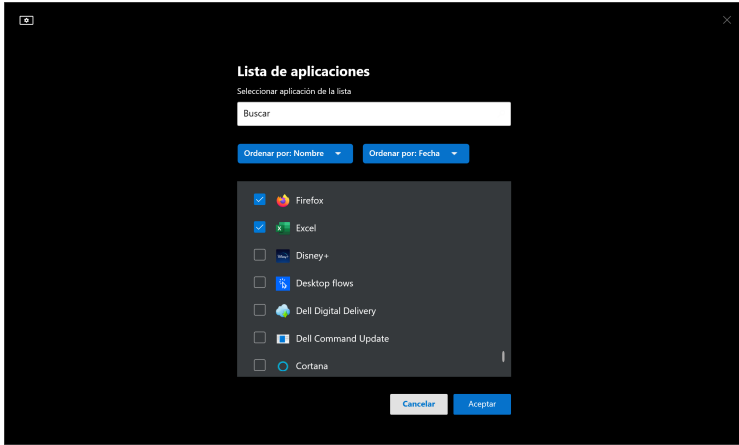 Lista de aplicaciones
Seleccionar aplicación de la lista
Buscar
Ordenar por: Nombre
Ordenar por: Fecha
Firefox
Excel
Disney+
Desktop flows
Dell Digital Delivery
Dell Command Update
Cortana
Cancelar
Aceptar